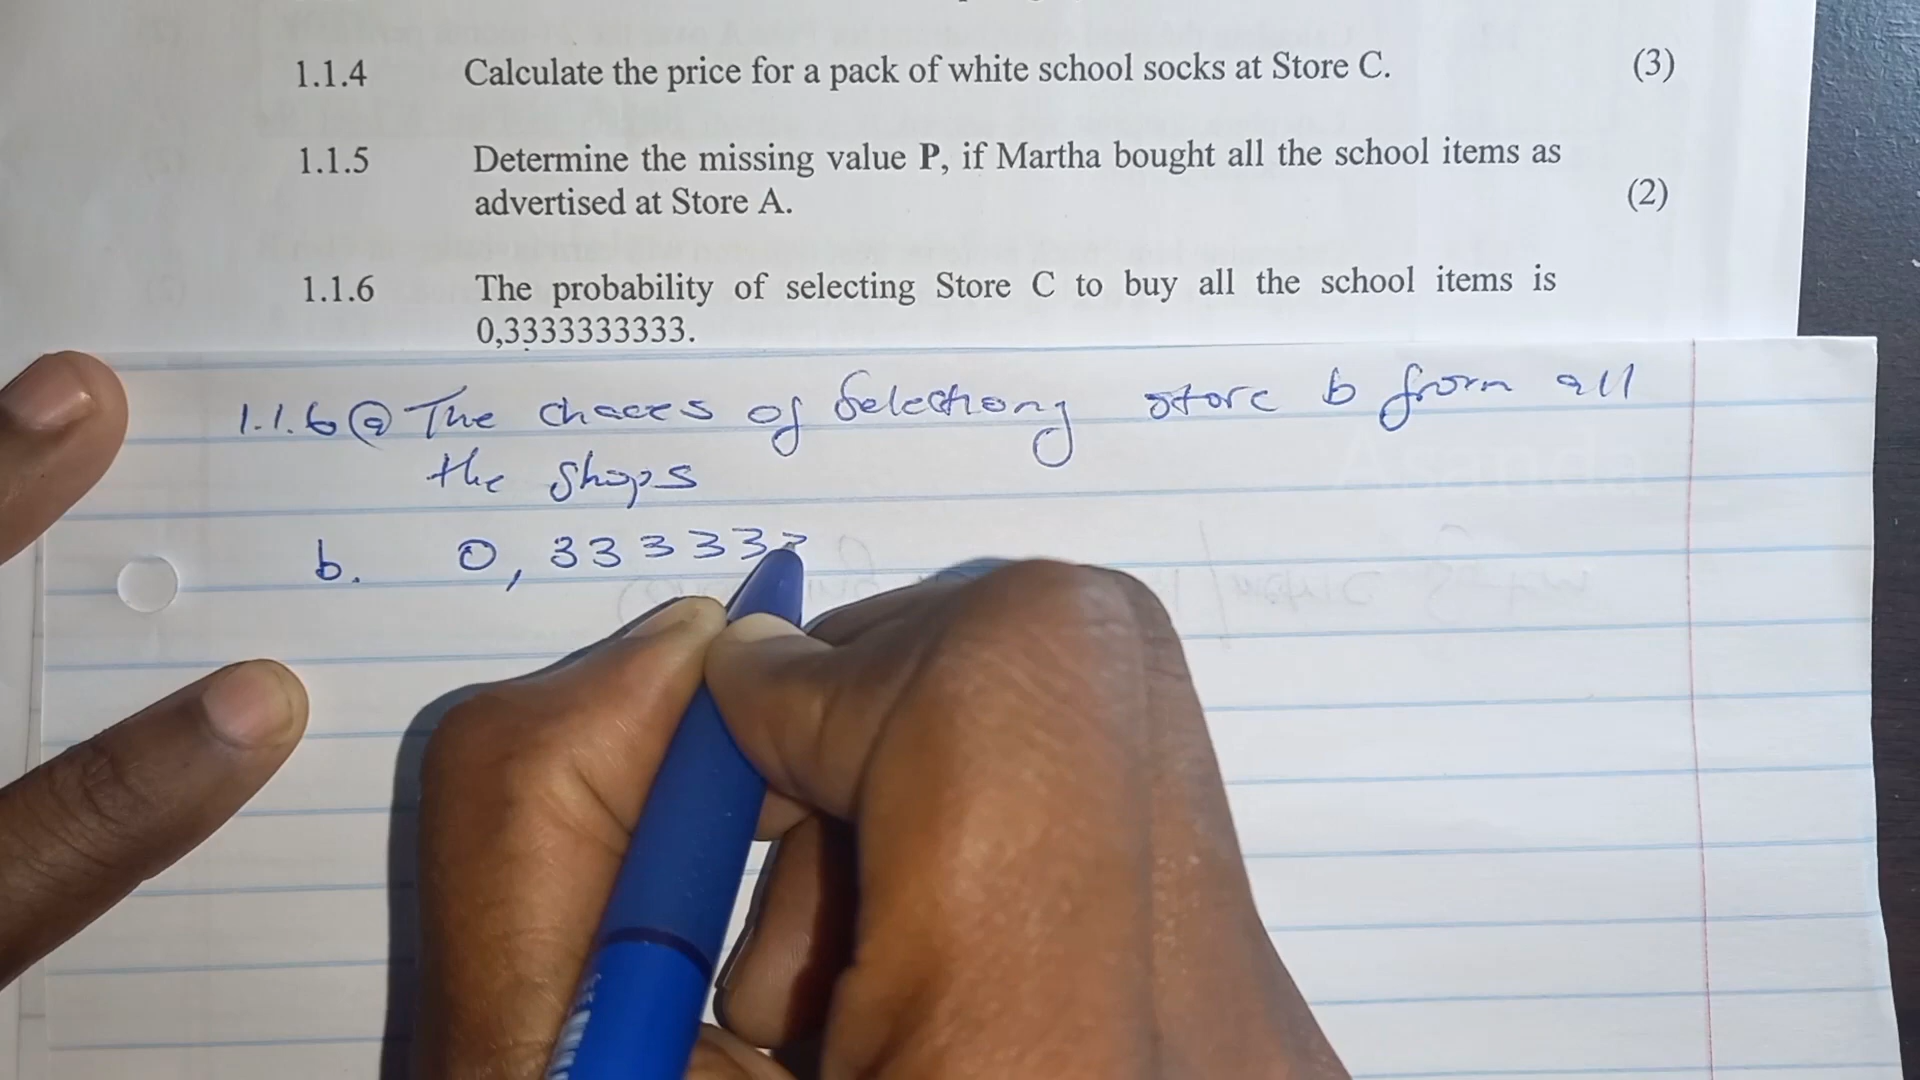 1.1.4 Calculate the price for a pack of white school socks at Store C. (3)
1.1.5 Determine the missing value P, if Martha bought all the school items as
advertised at Store A. (2)
1.1.6 The probability of selecting Store C to buy all the school items is
0,3333333333.
1.1.6 @ The chaces of Selectiong store b from all
the shops
b. 0,333333